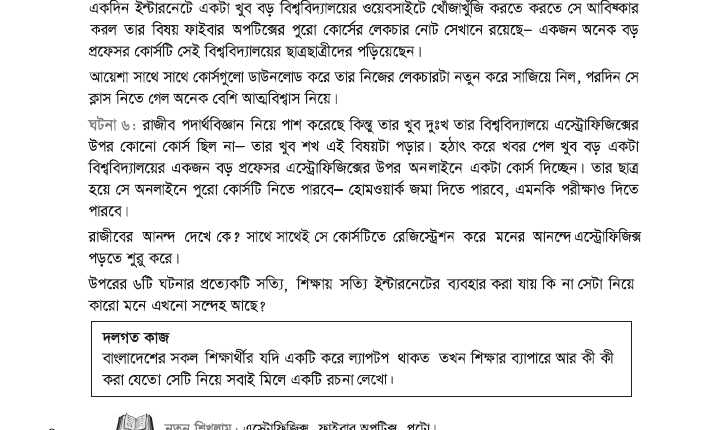 একদিন ইন্টারনেটে একটা খুব বড় বিশ্ববিদ্যালয়ের ওয়েবসাইটে খোঁজাখুঁজি করতে করতে সে আবিষ্কার
করল তার বিষয় ফাইবার অপটিক্সের পুরো কোর্সের লেকচার নোট সেখানে রয়েছে– একজন অনেক বড়
প্রফেসর কোর্সটি সেই বিশ্ববিদ্যালয়ের ছাত্রছাত্রীদের পড়িয়েছেন।
আয়েশা সাথে সাথে কোর্সগুলো ডাউনলোড করে তার নিজের লেকচারটা নতুন করে সাজিয়ে নিল, পরদিন সে
ক্লাস নিতে গেল অনেক বেশি আত্মবিশ্বাস নিয়ে।
ঘটনা ৬: রাজীব পদার্থবিজ্ঞান নিয়ে পাশ করেছে কিন্তু তার খুব দুঃখ তার বিশ্ববিদ্যালয়ে এস্ট্রোফিজিক্সের
উপর কোনো কোর্স ছিল না– তার খুব শখ এই বিষয়টা পড়ার। হঠাৎ করে খবর পেল খুব বড় একটা
বিশ্ববিদ্যালয়ের একজন বড় প্রফেসর এস্ট্রোফিজিক্সের উপর অনলাইনে একটা কোর্স দিচ্ছেন। তার ছাত্র
হয়ে সে অনলাইনে পুরো কোর্সটি নিতে পারবে– হোমওয়ার্ক জমা দিতে পারবে, এমনকি পরীক্ষাও দিতে
পারবে।
রাজীবের আনন্দ দেখে কে? সাথে সাথেই সে কোর্সটিতে রেজিস্ট্রেশন করে মনের আনন্দে এস্ট্রোফিজিক্স
পড়তে শুরু করে।
উপরের ৬টি ঘটনার প্রত্যেকটি সত্যি, শিক্ষায় সত্যি ইন্টারনেটের ব্যবহার করা যায় কি না সেটা নিয়ে
কারো মনে এখনো সন্দেহ আছে?
দলগত কাজ
বাংলাদেশের সকল শিক্ষার্থীর যদি একটি করে ল্যাপটপ থাকত তখন শিক্ষার ব্যাপারে আর কী কী
করা যেতো সেটি নিয়ে সবাই মিলে একটি রচনা লেখো।
নতুন শিখলাম: এস্ট্রোফিজিক্স, ফাইবার অপটিক্স, প্লটো।